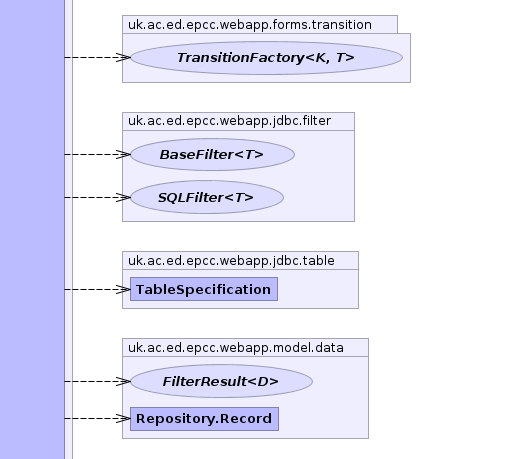 uk.ac.ed.epcc.webapp.forms.transition
TransitionFactory<K, T>
uk.ac.ed.epcc.webapp.jdbc.filter
BaseFilter<T>
SQLFilter<T>
uk.ac.ed.epcc.webapp.jdbc.table
TableSpecification
uk.ac.ed.epcc.webapp.model.data
FilterResult<D>
Repository.Record